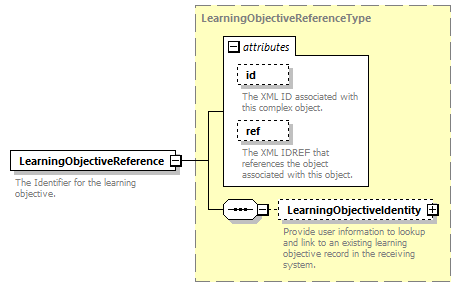 LearningObjectiveReferenceType
attributes
id
The XML ID associated with
this complex object.
ref
The XML IDREF that
references the object
associated with this object.
LearningObjectiveReference
The Identifier for the learning
objective.
LearningObjectiveIdentity
Provide user information to lookup
and link to an existing learning
objective record in the receiving
system.